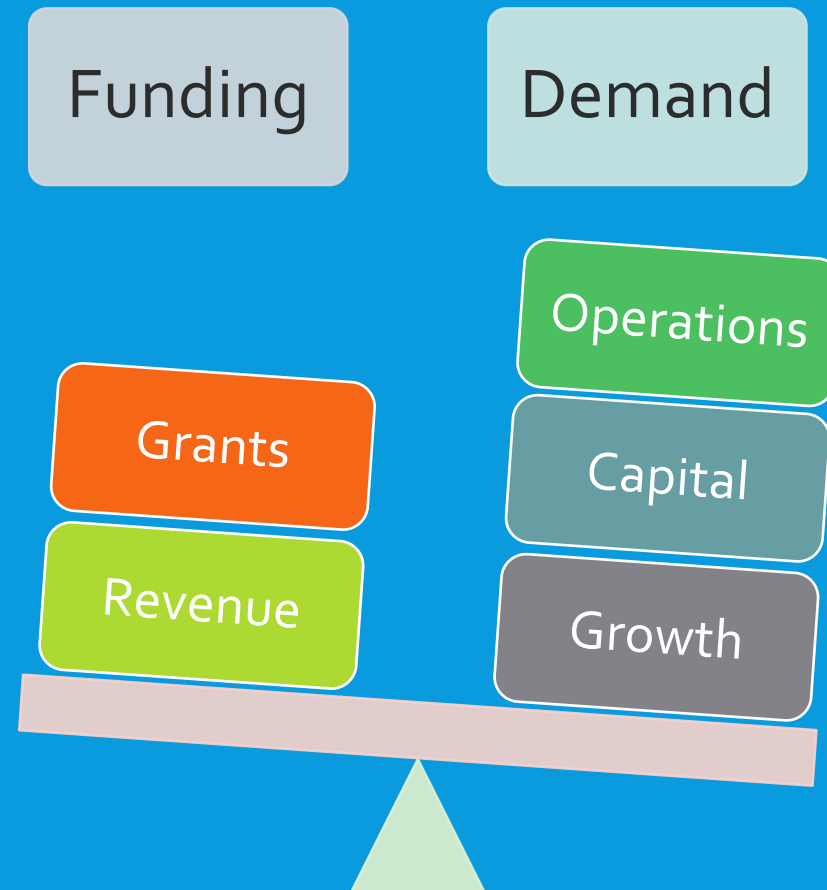 Funding
Demand
Grants
Revenue
Operations
Capital
Growth